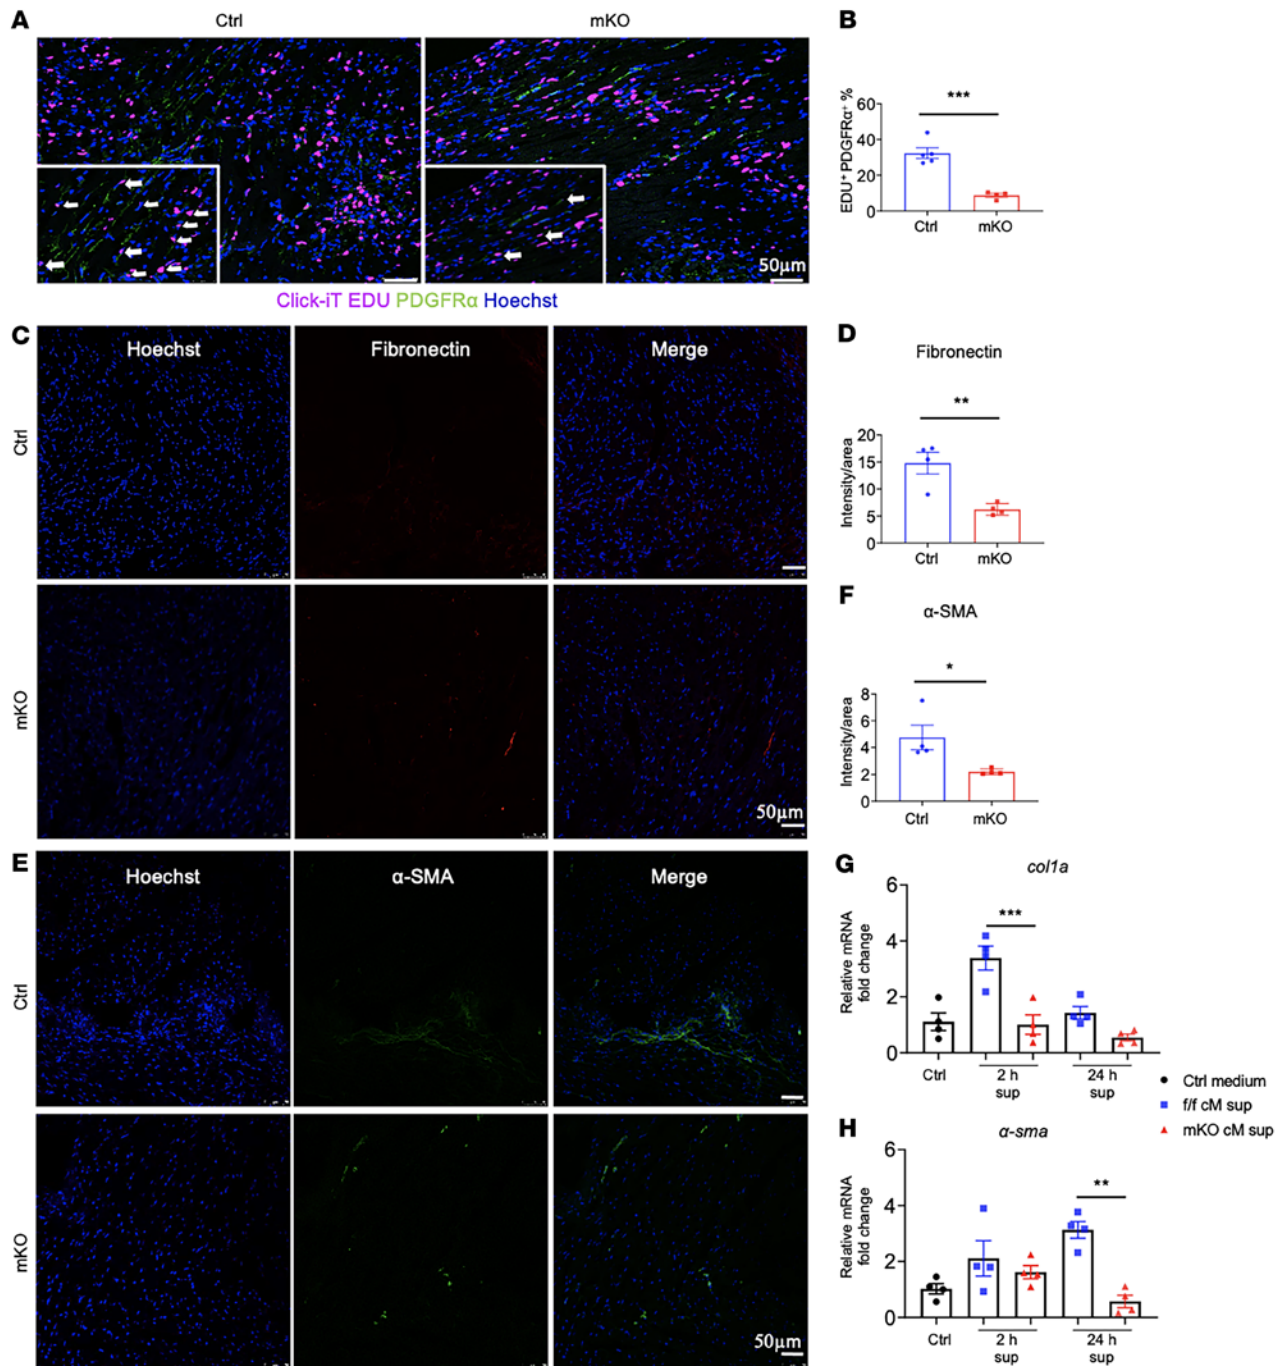 A
Ctrl
mKO
50μm
Click-iT EDU PDGFRα Hoechst
B
EDU⁺ PDGFRα⁺ %
60
40
20
0
***
Ctrl
mKO
C
Hoechst
Fibronectin
Merge
Ctrl
mKO
50μm
D
Fibronectin
**
Intensity/area
20
15
10
5
0
Ctrl
mKO
E
Hoechst
α-SMA
Merge
Ctrl
mKO
50μm
F
α-SMA
*
Intensity/area
8
6
4
2
0
Ctrl
mKO
G
col1a
Relative mRNA
fold change
6
4
2
0
***
Ctrl
2 h
sup
24 h
sup
Ctrl medium
f/f cM sup
mKO cM sup
H
α-sma
Relative mRNA
fold change
6
4
2
0
**
Ctrl
2 h
sup
24 h
sup